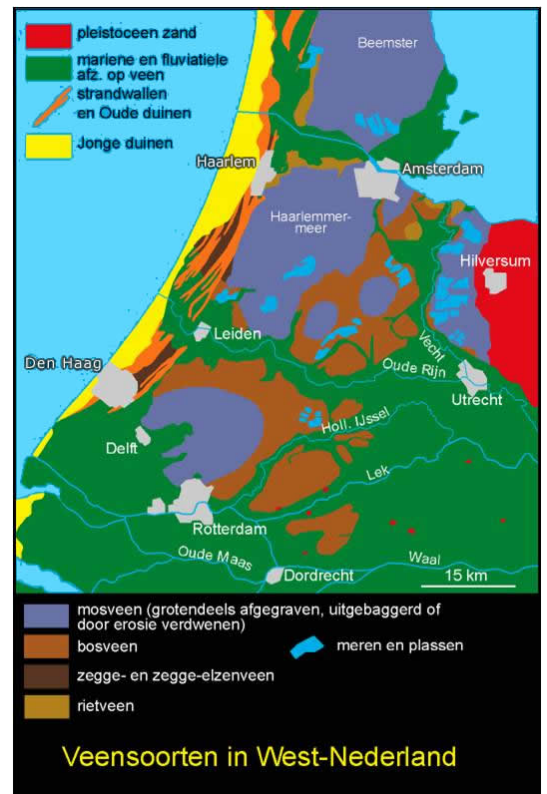 pleistoceen zand
mariene en fluviatiele
afz. op veen
strandwallen
en Oude duinen
Jonge duinen
Beemster
Haarlem
Amsterdam
Haarlemmer-
meer
Hilversum
Leiden
Vecht
Den Haag
Oude Rijn
Utrecht
Holl. IJssel
Delft
Lek
Rotterdam
Oude Maas
Waal
Dordrecht
15 km
mosveen (grotendeels afgegraven, uitgebaggerd of
door erosie verdwenen)
bosveen
meren en plassen
zegge- en zegge-elzenveen
rietveen
Veensoorten in West-Nederland